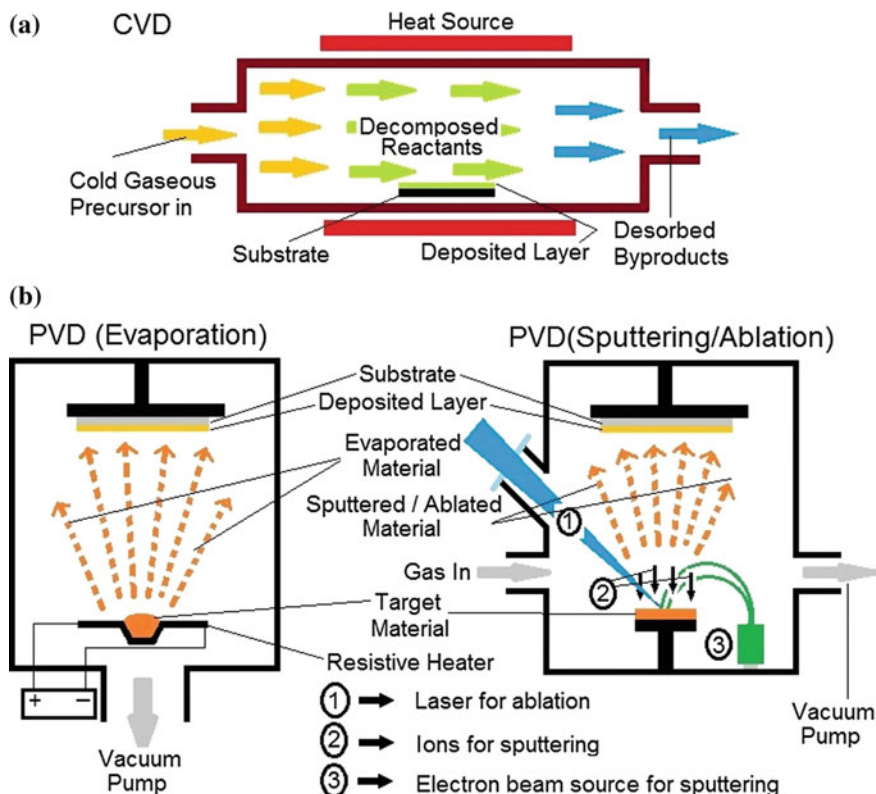 (a)
CVD
Heat Source
Decomposed
Reactants
Cold Gaseous
Precursor in
Substrate
Deposited Layer
Desorbed
Byproducts
(b)
PVD (Evaporation)
PVD(Sputtering/Ablation)
Substrate
Deposited Layer
Evaporated
Material
Sputtered / Ablated
Material
1
Gas In
2
Target
Material
+ −
Resistive Heater
3
Vacuum
Pump
Vacuum
Pump
1 → Laser for ablation
2 → Ions for sputtering
3 → Electron beam source for sputtering